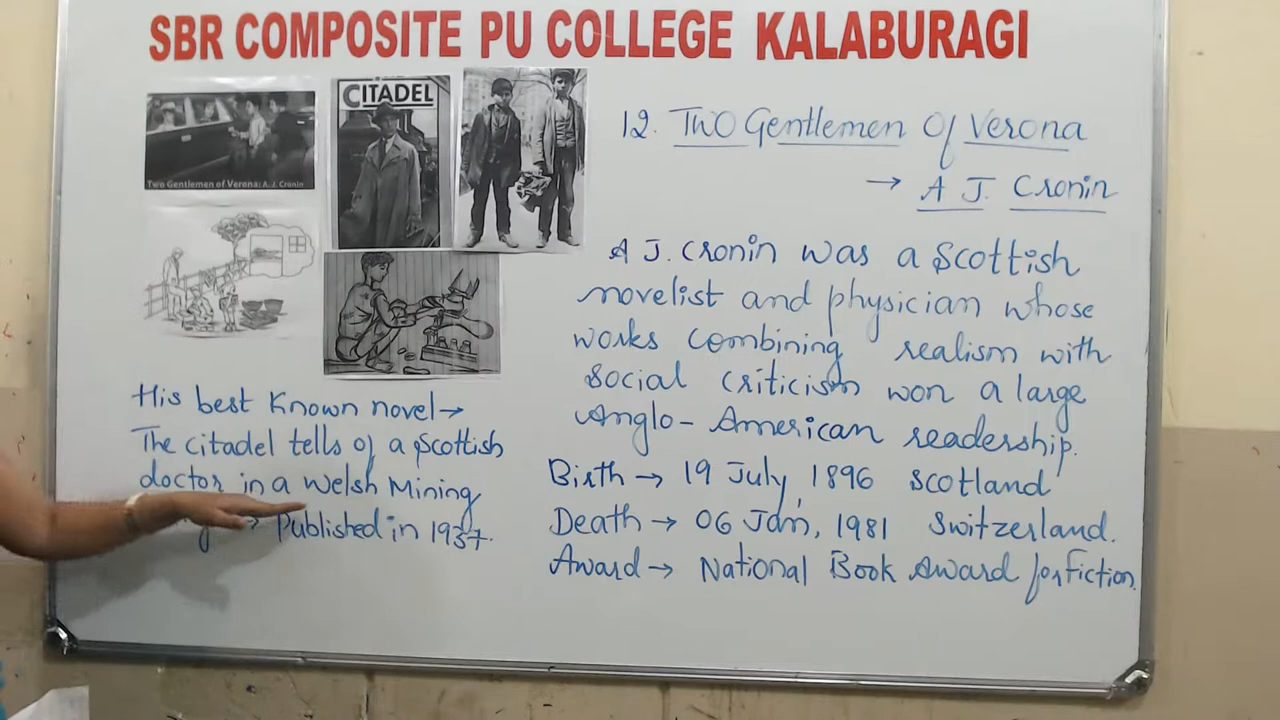 SBR COMPOSITE PU COLLEGE KALABURAGI
Two Gentlemen of Verona: A. J. Cronin
CITADEL
12. Two Gentlemen Of Verona
→ A J. Cronin
A J. Cronin was a Scottish
novelist and physician whose
works combining realism with
social criticism won a large
Anglo-American readership.
Birth → 19 July, 1896 Scotland
Death → 06 Jan, 1981 Switzerland.
Award → National Book Award for Fiction.
His best Known novel →
The Citadel tells of a Scottish
doctor in a Welsh Mining
→ Published in 1937.